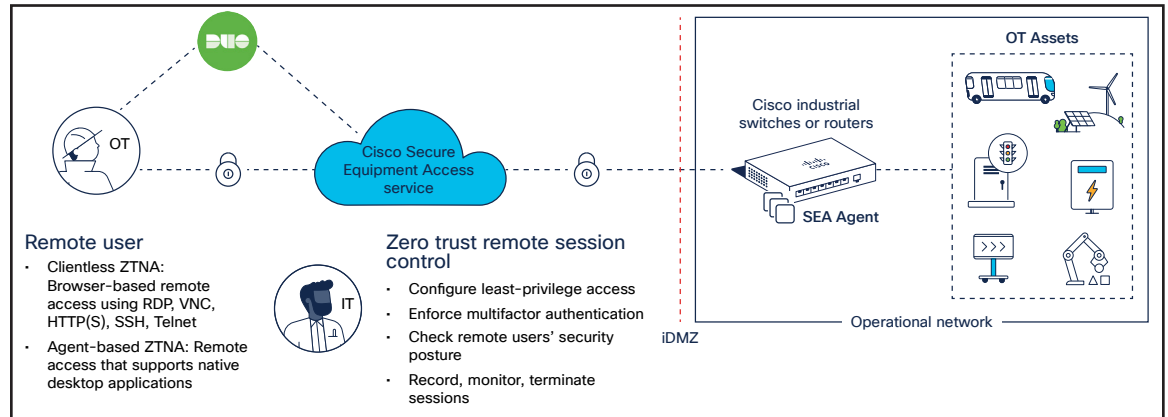 DUO
OT
Cisco Secure
Equipment Access
service
Cisco industrial
switches or routers
CISCO
SEA Agent
OT Assets
>>>
Operational network
iDMZ
Remote user
• Clientless ZTNA:
Browser-based remote
access using RDP, VNC,
HTTP(S), SSH, Telnet
• Agent-based ZTNA: Remote
access that supports native
desktop applications
IT
Zero trust remote session
control
• Configure least-privilege access
• Enforce multifactor authentication
• Check remote users' security
posture
• Record, monitor, terminate
sessions